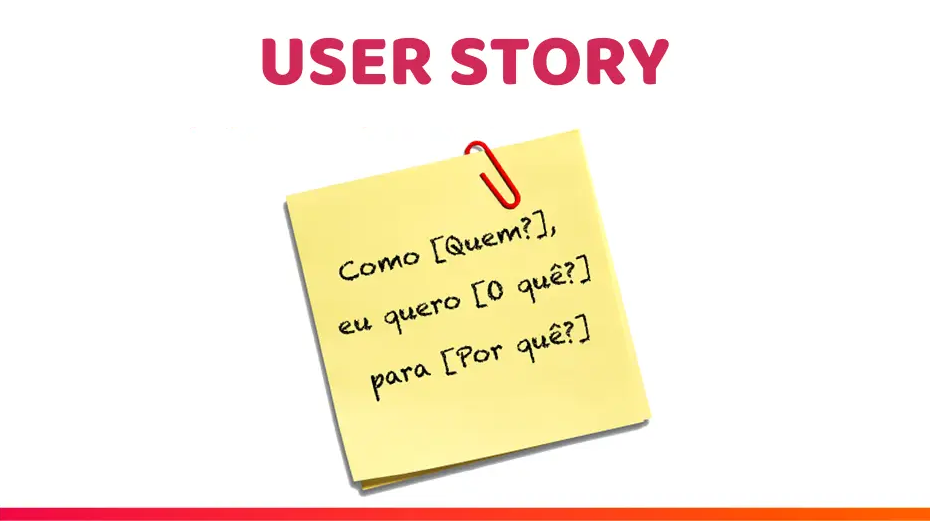 USER STORY
Como [Quem?],
eu quero [O quê?]
para [Por quê?]